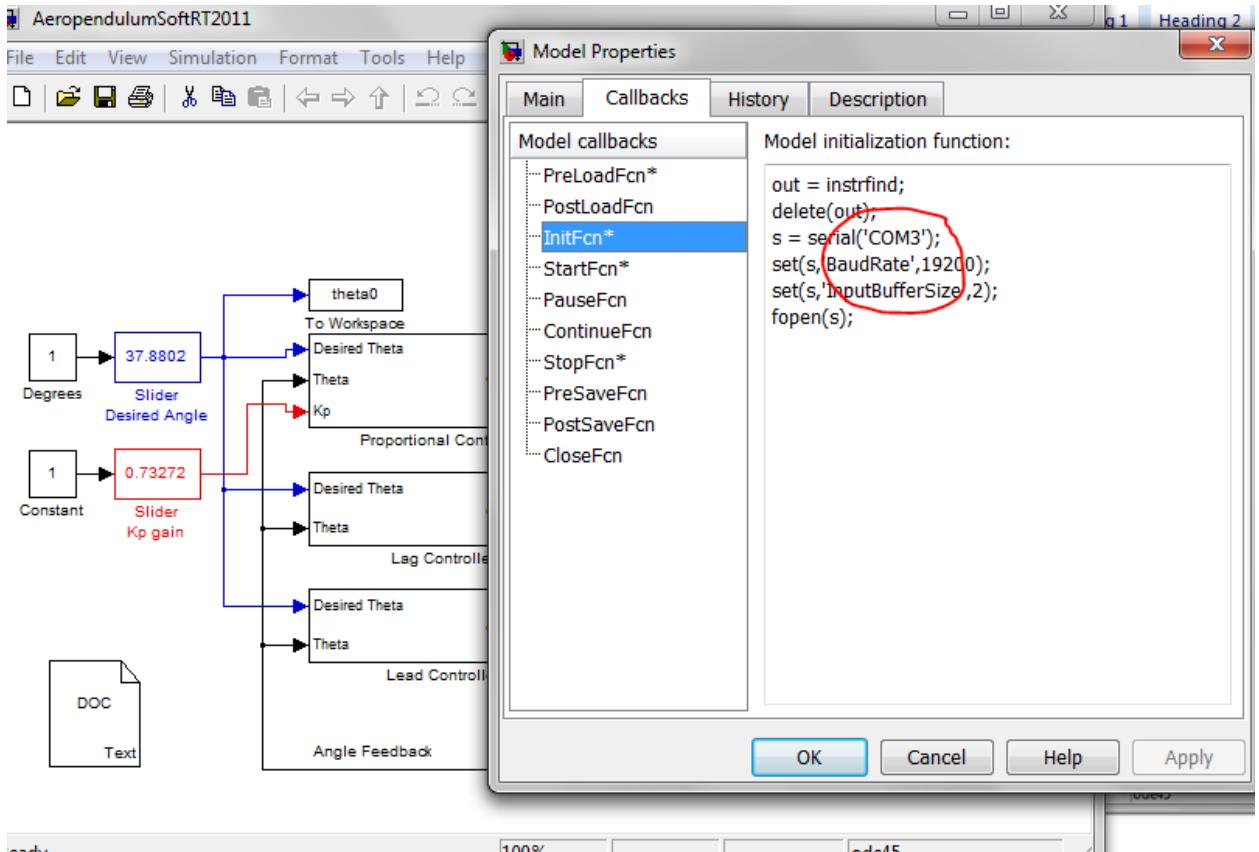 AeropendulumSoftRT2011
File Edit View Simulation Format Tools Help
g 1 Heading 2
Model Properties
Main Callbacks History Description
Model callbacks
PreLoadFcn*
PostLoadFcn
InitFcn*
StartFcn*
PauseFcn
ContinueFcn
StopFcn*
PreSaveFcn
PostSaveFcn
CloseFcn
Model initialization function:
out = instrfind;
delete(out);
s = serial('COM3');
set(s,'BaudRate',19200);
set(s,'InputBufferSize',2);
fopen(s);
OK Cancel Help Apply
theta0
To Workspace
1
Degrees
37.8802
Slider
Desired Angle
Desired Theta
Theta
Kp
Proportional Cont
1
Constant
0.73272
Slider
Kp gain
Desired Theta
Theta
Lag Controlle
Desired Theta
Theta
Lead Controll
DOC
Text
Angle Feedback
100%
ode45
ode45